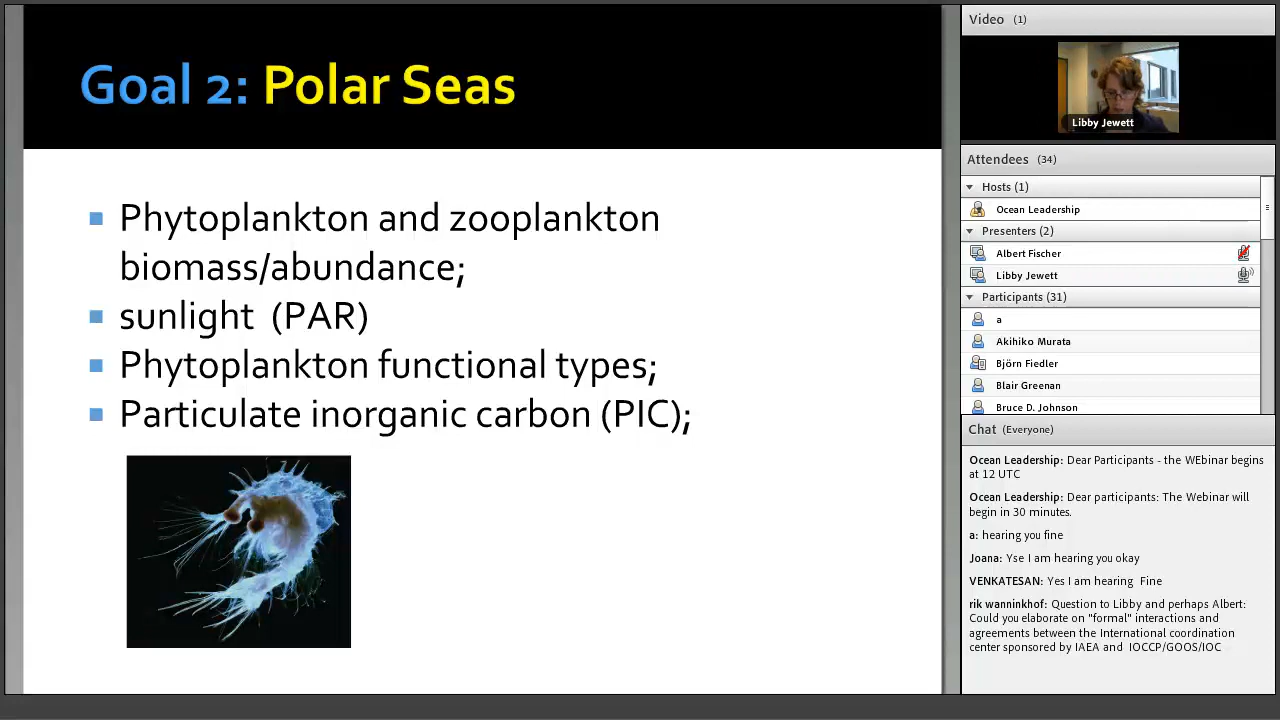 Goal 2: Polar Seas
Phytoplankton and zooplankton
biomass/abundance;
sunlight (PAR)
Phytoplankton functional types;
Particulate inorganic carbon (PIC);
Video (1)
Libby Jewett
Attendees (34)
Hosts (1)
Ocean Leadership
Presenters (2)
Albert Fischer
Libby Jewett
Participants (31)
a
Akihiko Murata
Björn Fiedler
Blair Greenan
Bruce D. Johnson
Chat (Everyone)
Ocean Leadership: Dear Participants - the WEbinar begins
at 12 UTC
Ocean Leadership: Dear participants: The Webinar will
begin in 30 minutes.
a: hearing you fine
Joana: Yse I am hearing you okay
VENKATESAN: Yes I am hearing Fine
rik wanninkhof: Question to Libby and perhaps Albert:
Could you elaborate on "formal" interactions and
agreements between the International coordination
center sponsored by IAEA and IOCCP/GOOS/IOC